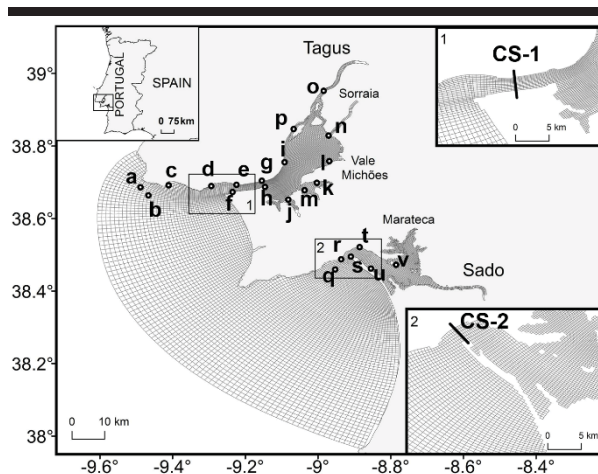 PORTUGAL
SPAIN
0 75km
Tagus
Sorraia
Vale
Michões
Marateca
Sado
a
b
c
d
e
f
g
h
i
j
k
l
m
n
o
p
q
r
s
t
u
v
1
2
0 10 km
1
CS-1
0 5 km
2
CS-2
0 5 km
39°
38.8°
38.6°
38.4°
38.2°
38°
-9.6° -9.4° -9.2° -9° -8.8° -8.6° -8.4°